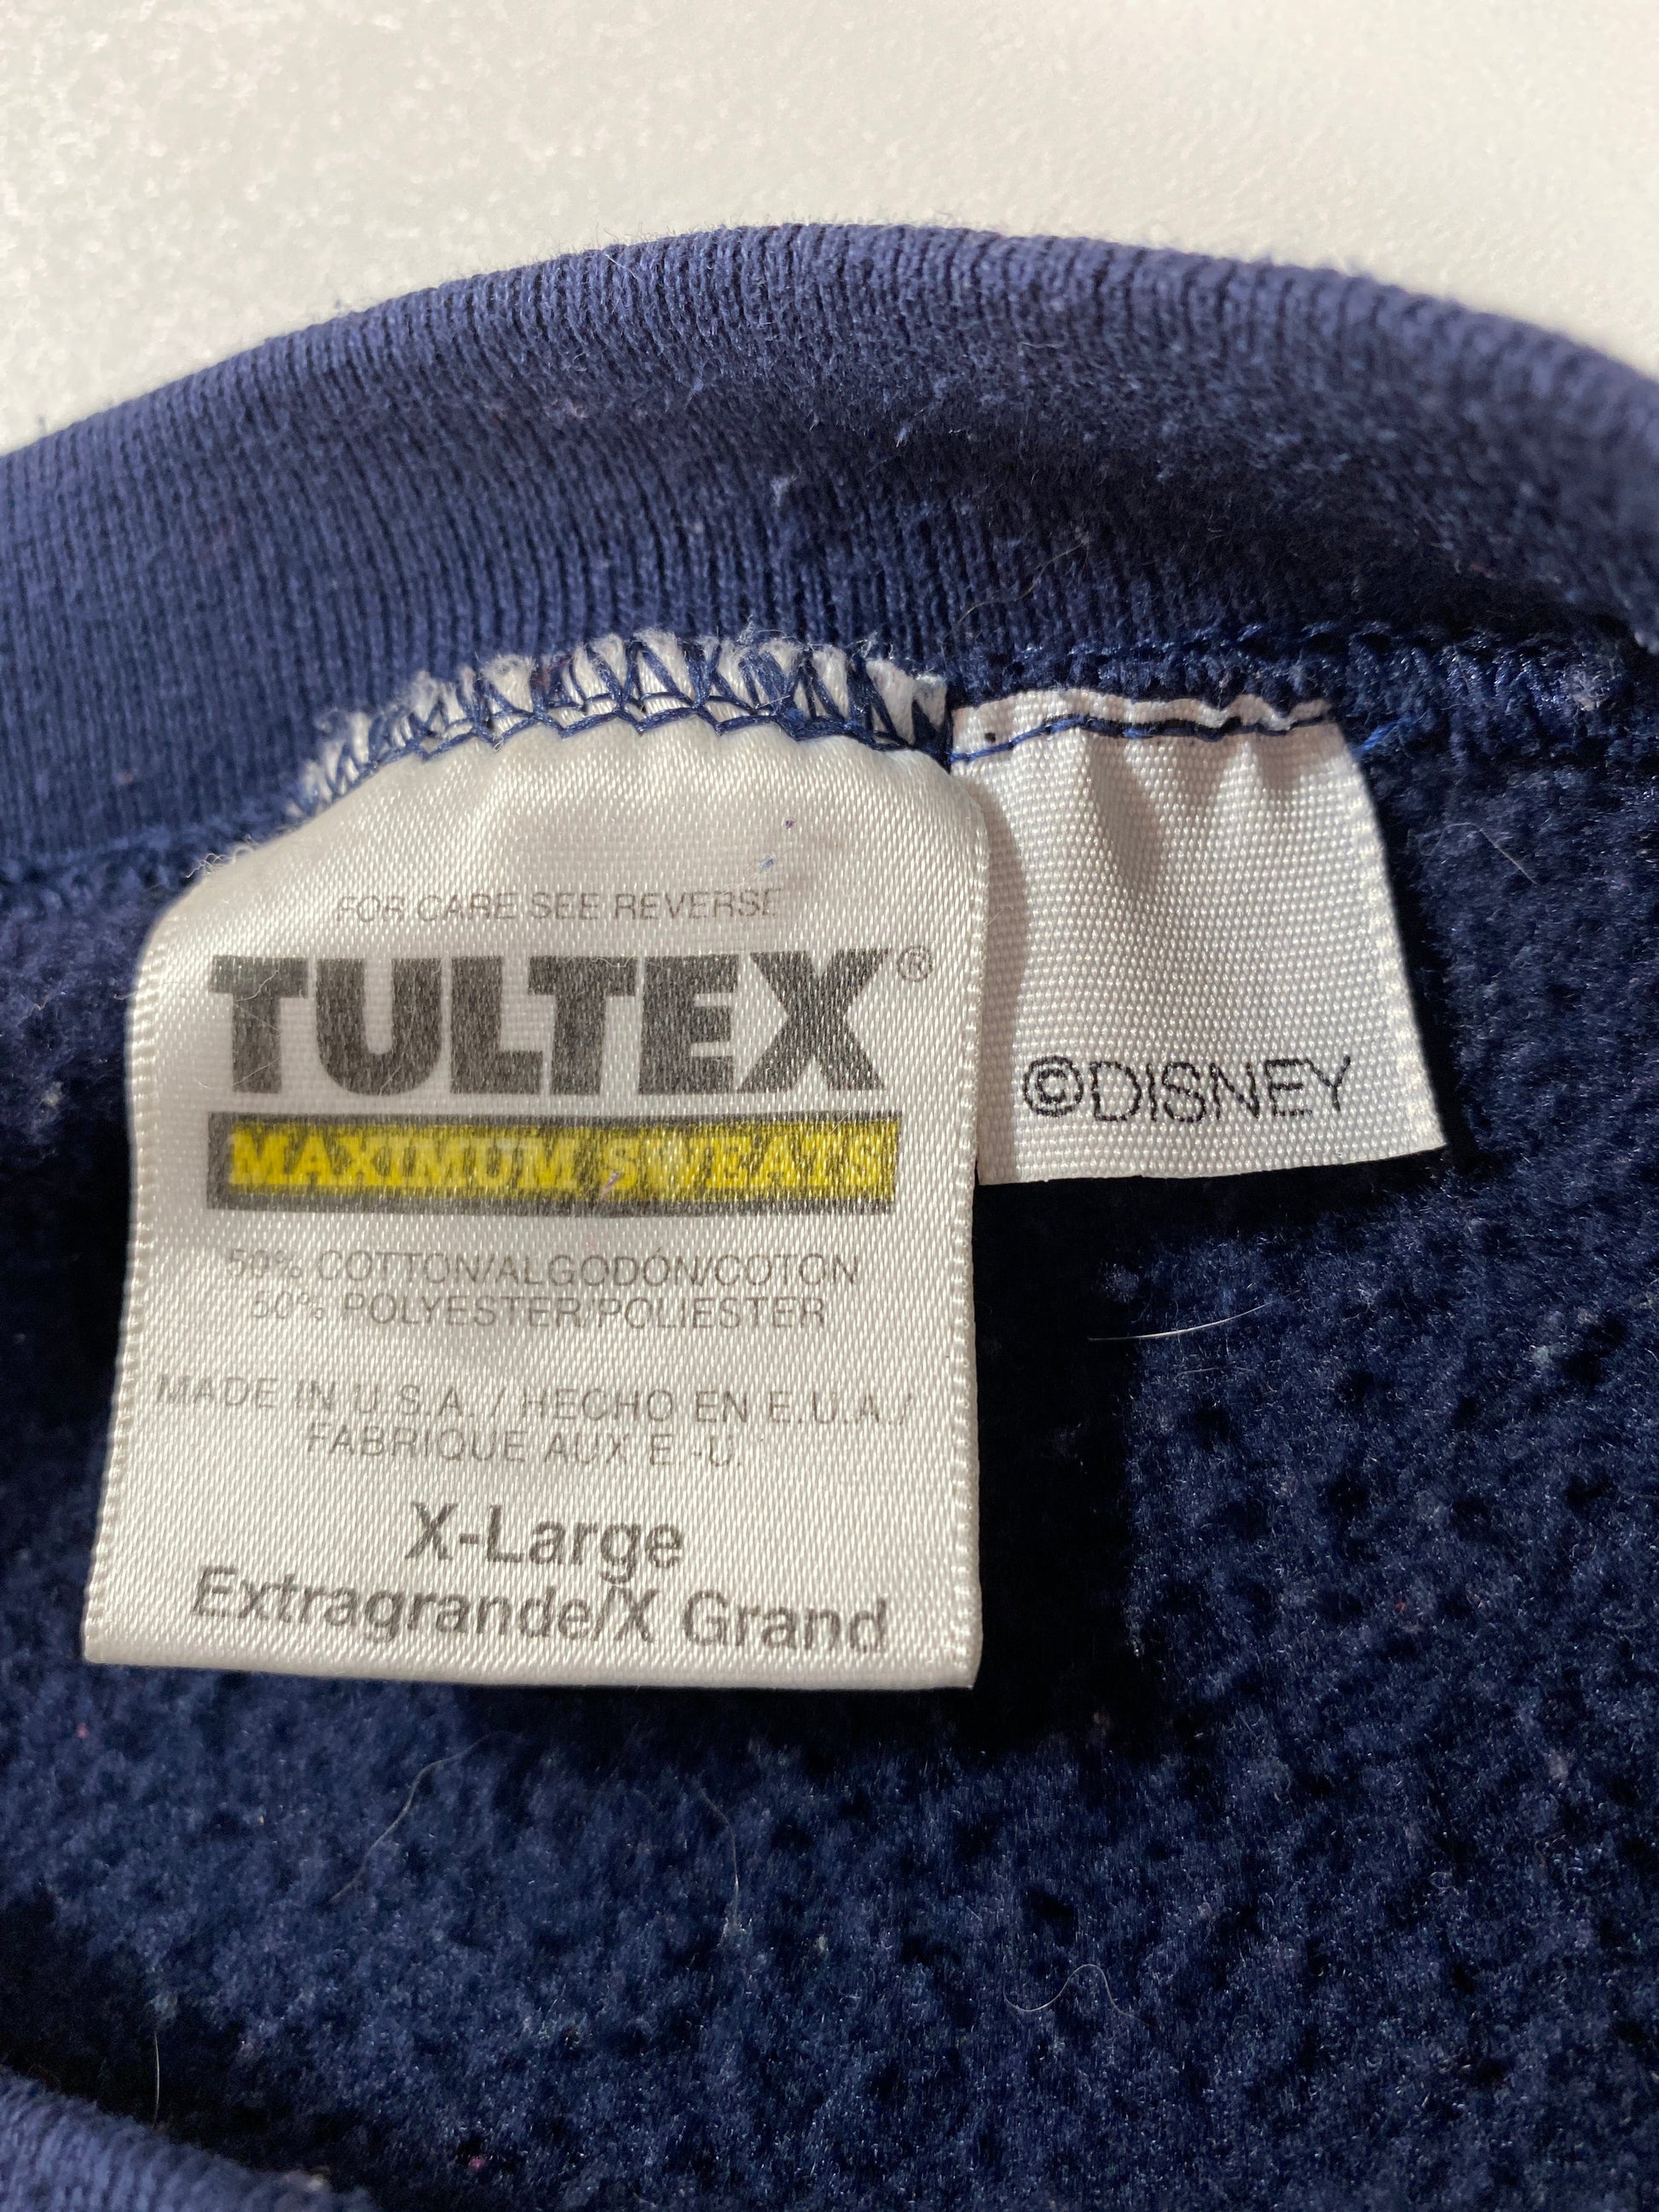 FOR CARE SEE REVERSE
TULTEX®
MAXIMUM SWEATS
50% COTTON/ALGODÓN/COTON
50% POLYESTER/POLIESTER
MADE IN U.S.A. / HECHO EN E.U.A./
FABRIQUE AUX E.-U.
X-Large
Extragrande/X Grand
©DISNEY